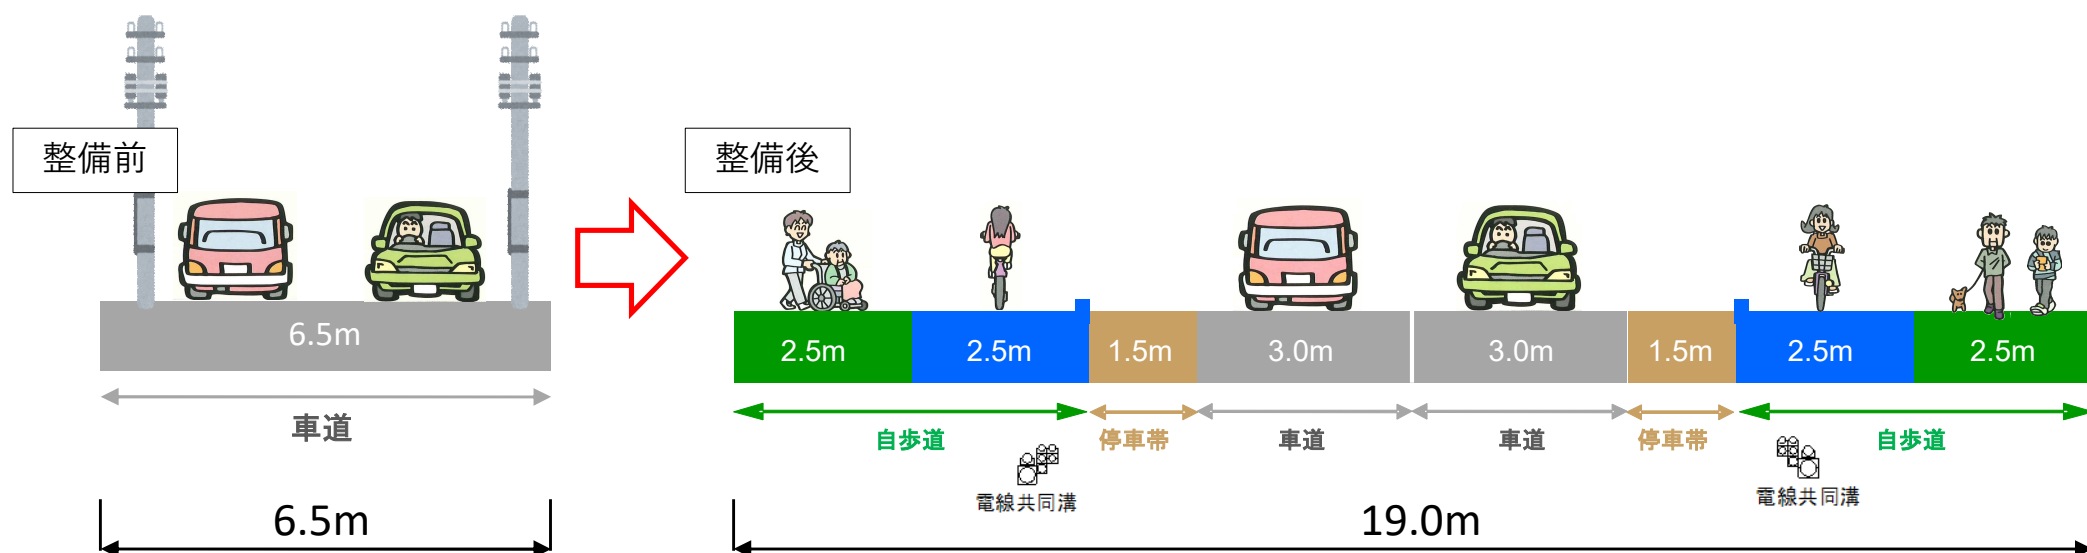 整備前
6.5m
車道
6.5m
整備後
2.5m
2.5m
1.5m
3.0m
3.0m
1.5m
2.5m
2.5m
自歩道
停車帯
車道
車道
停車帯
自歩道
電線共同溝
電線共同溝
19.0m